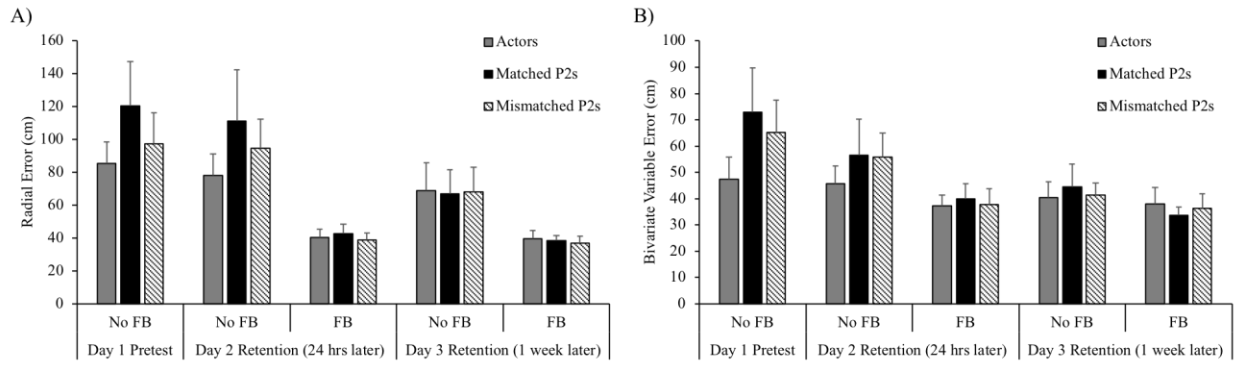 A)
160
140
120
100
80
60
40
20
0
Radial Error (cm)
Actors
Matched P2s
Mismatched P2s
No FB No FB FB No FB FB
Day 1 Pretest Day 2 Retention (24 hrs later) Day 3 Retention (1 week later)
B)
100
90
80
70
60
50
40
30
20
10
0
Bivariate Variable Error (cm)
Actors
Matched P2s
Mismatched P2s
No FB No FB FB No FB FB
Day 1 Pretest Day 2 Retention (24 hrs later) Day 3 Retention (1 week later)